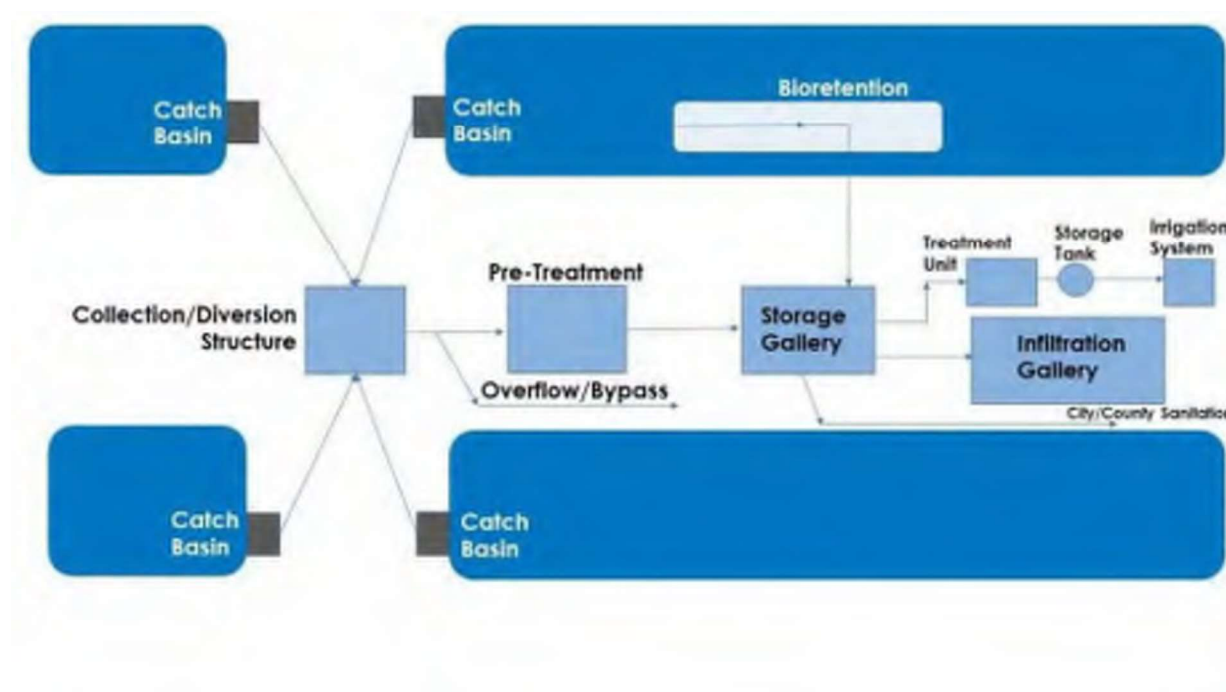 Catch
Basin
Catch
Basin
Bioretention
Treatment
Unit
Storage
Tank
Irrigation
System
Pre-Treatment
Collection/Diversion
Structure
Storage
Gallery
Infiltration
Gallery
Overflow/Bypass
City/County Sanitation
Catch
Basin
Catch
Basin